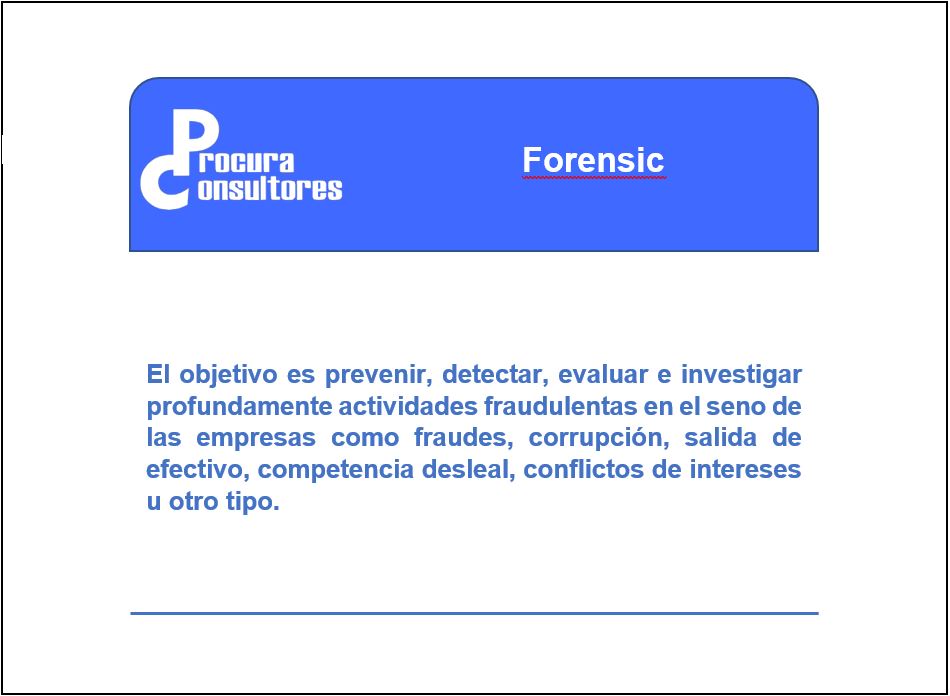 Procura
Consultores
Forensic
El objetivo es prevenir, detectar, evaluar e investigar
profundamente actividades fraudulentas en el seno de
las empresas como fraudes, corrupción, salida de
efectivo, competencia desleal, conflictos de intereses
u otro tipo.